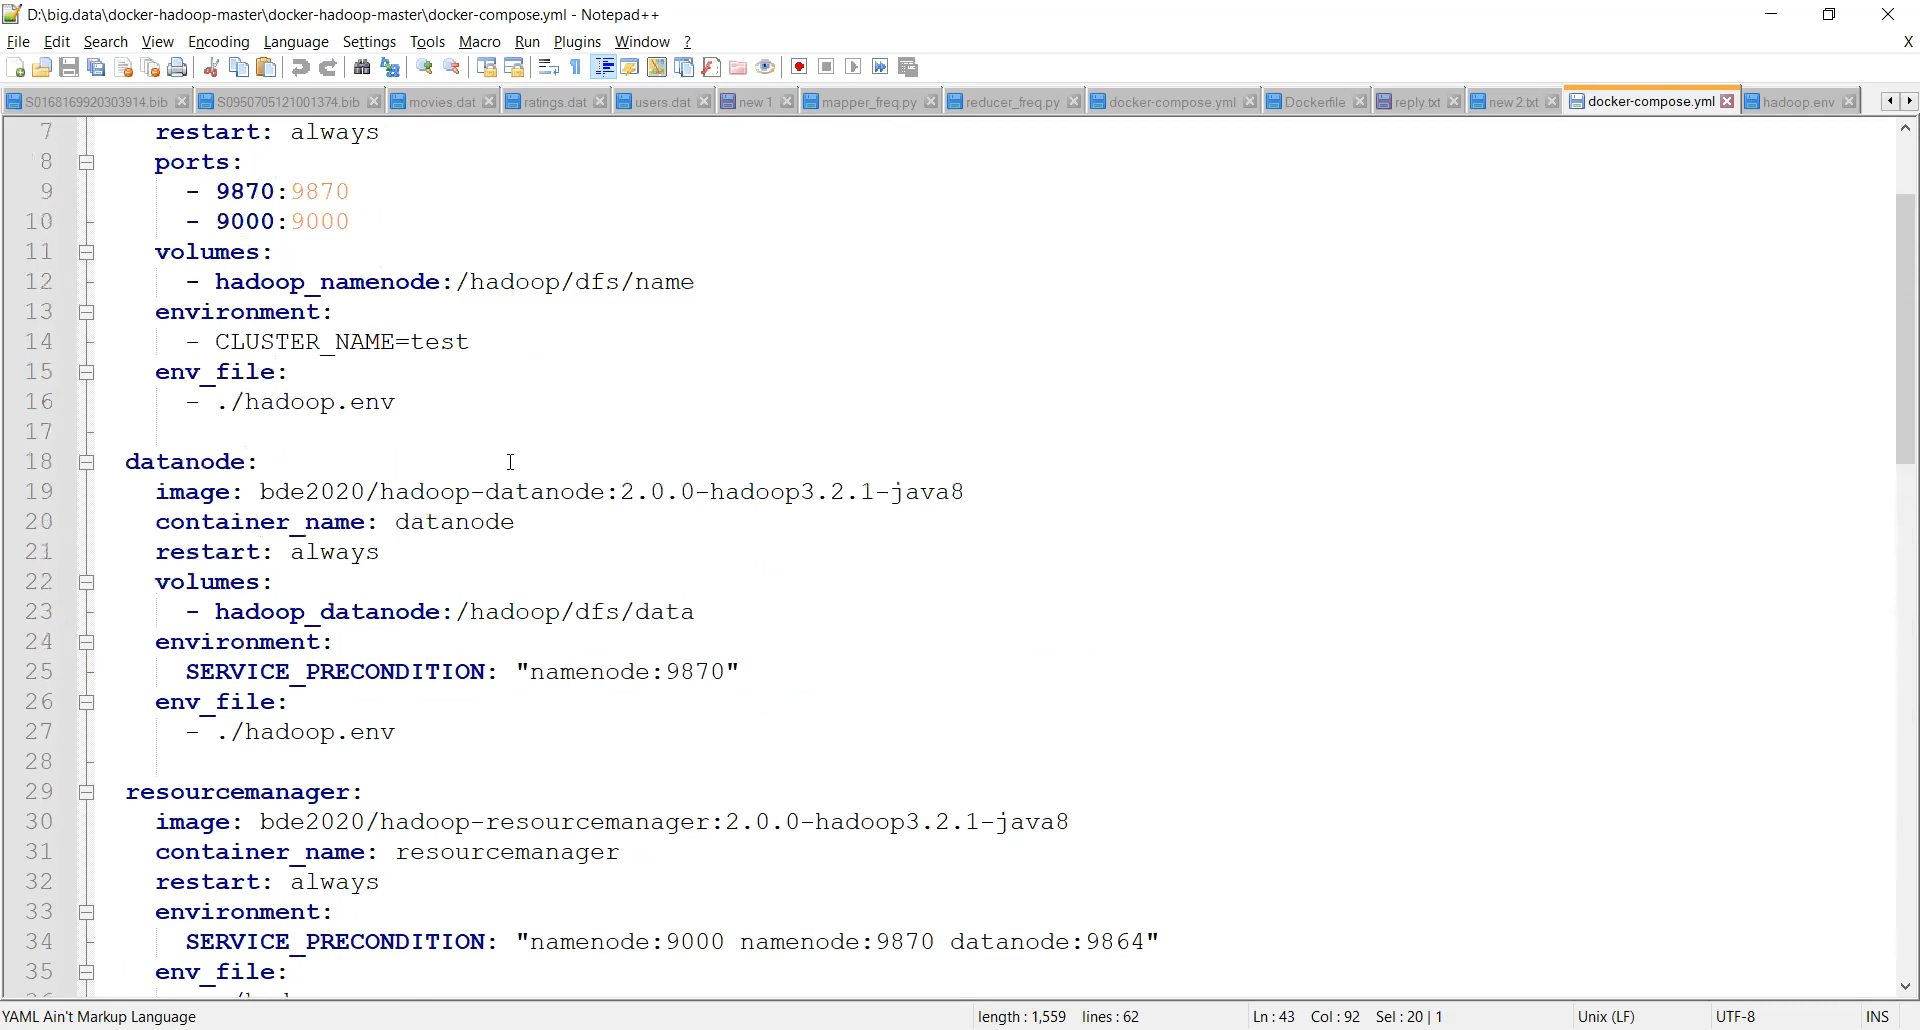 D:\big.data\docker-hadoop-master\docker-hadoop-master\docker-compose.yml - Notepad++
File Edit Search View Encoding Language Settings Tools Macro Run Plugins Window ? X
S0168169920303914.bib S0950705121001374.bib movies.dat ratings.dat users.dat new 1 mapper_freq.py reducer_freq.py docker-compose.yml Dockerfile reply.txt new 2.txt docker-compose.yml hadoop.env
7 restart: always
8 ports:
9 - 9870:9870
10 - 9000:9000
11 volumes:
12 - hadoop_namenode:/hadoop/dfs/name
13 environment:
14 - CLUSTER_NAME=test
15 env_file:
16 - ./hadoop.env
17
18 datanode:
19 image: bde2020/hadoop-datanode:2.0.0-hadoop3.2.1-java8
20 container_name: datanode
21 restart: always
22 volumes:
23 - hadoop_datanode:/hadoop/dfs/data
24 environment:
25 SERVICE_PRECONDITION: "namenode:9870"
26 env_file:
27 - ./hadoop.env
28
29 resourcemanager:
30 image: bde2020/hadoop-resourcemanager:2.0.0-hadoop3.2.1-java8
31 container_name: resourcemanager
32 restart: always
33 environment:
34 SERVICE_PRECONDITION: "namenode:9000 namenode:9870 datanode:9864"
35 env_file:
YAML Ain't Markup Language length : 1,559 lines : 62 Ln : 43 Col : 92 Sel : 20 | 1 Unix (LF) UTF-8 INS